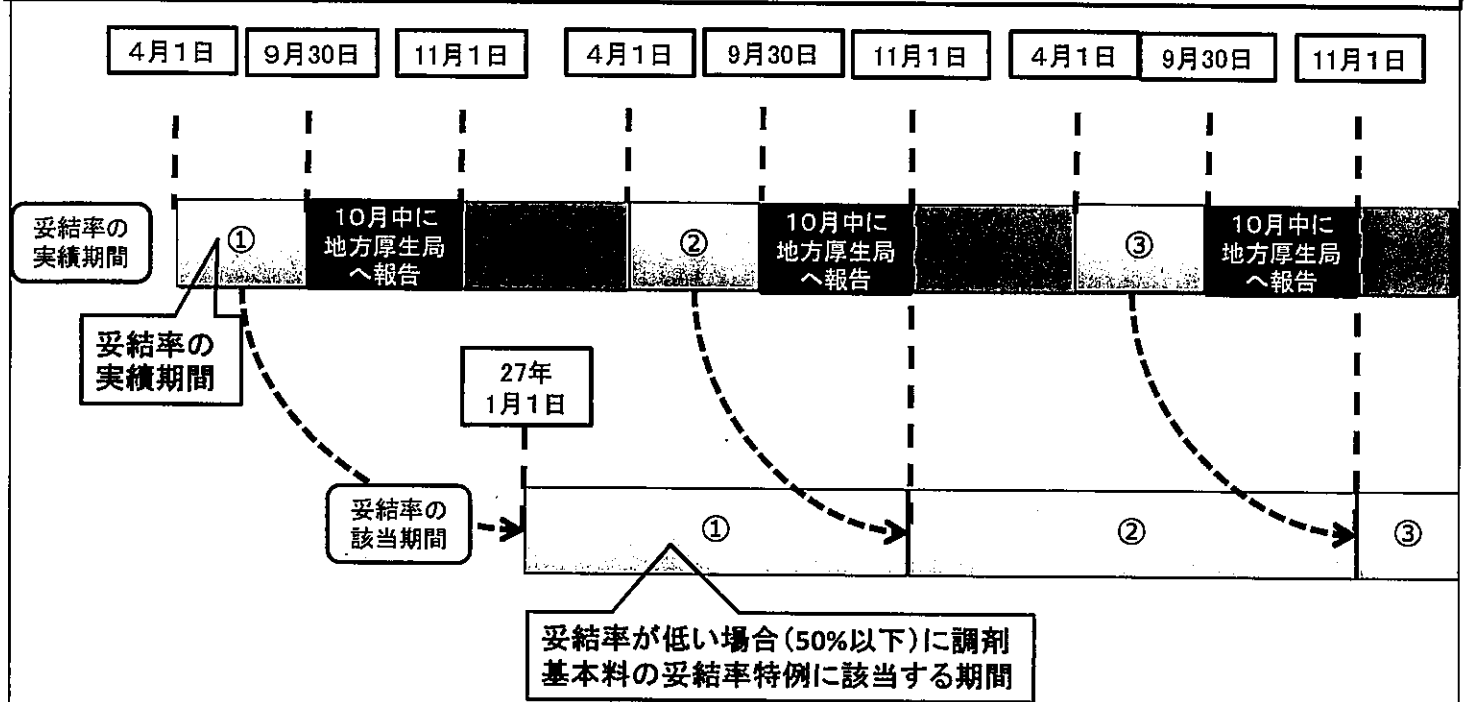 4月1日
9月30日
11月1日
4月1日
9月30日
11月1日
4月1日
9月30日
11月1日
妥結率の
実績期間
①
10月中に
地方厚生局
へ報告
②
10月中に
地方厚生局
へ報告
③
10月中に
地方厚生局
へ報告
妥結率の
実績期間
27年
1月1日
妥結率の
該当期間
①
②
③
妥結率が低い場合(50%以下)に調剤
基本料の妥結率特例に該当する期間